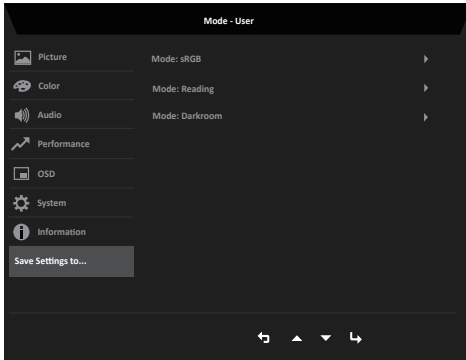 Mode - User
Picture
Color
Audio
Performance
OSD
System
Information
Save Settings to...
Mode: sRGB
Mode: Reading
Mode: Darkroom